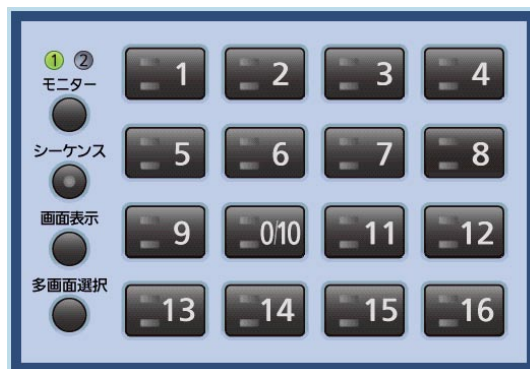 ① ②
モニター
シーケンス
画面表示
多画面選択
1 2 3 4
5 6 7 8
9 0/10 11 12
13 14 15 16